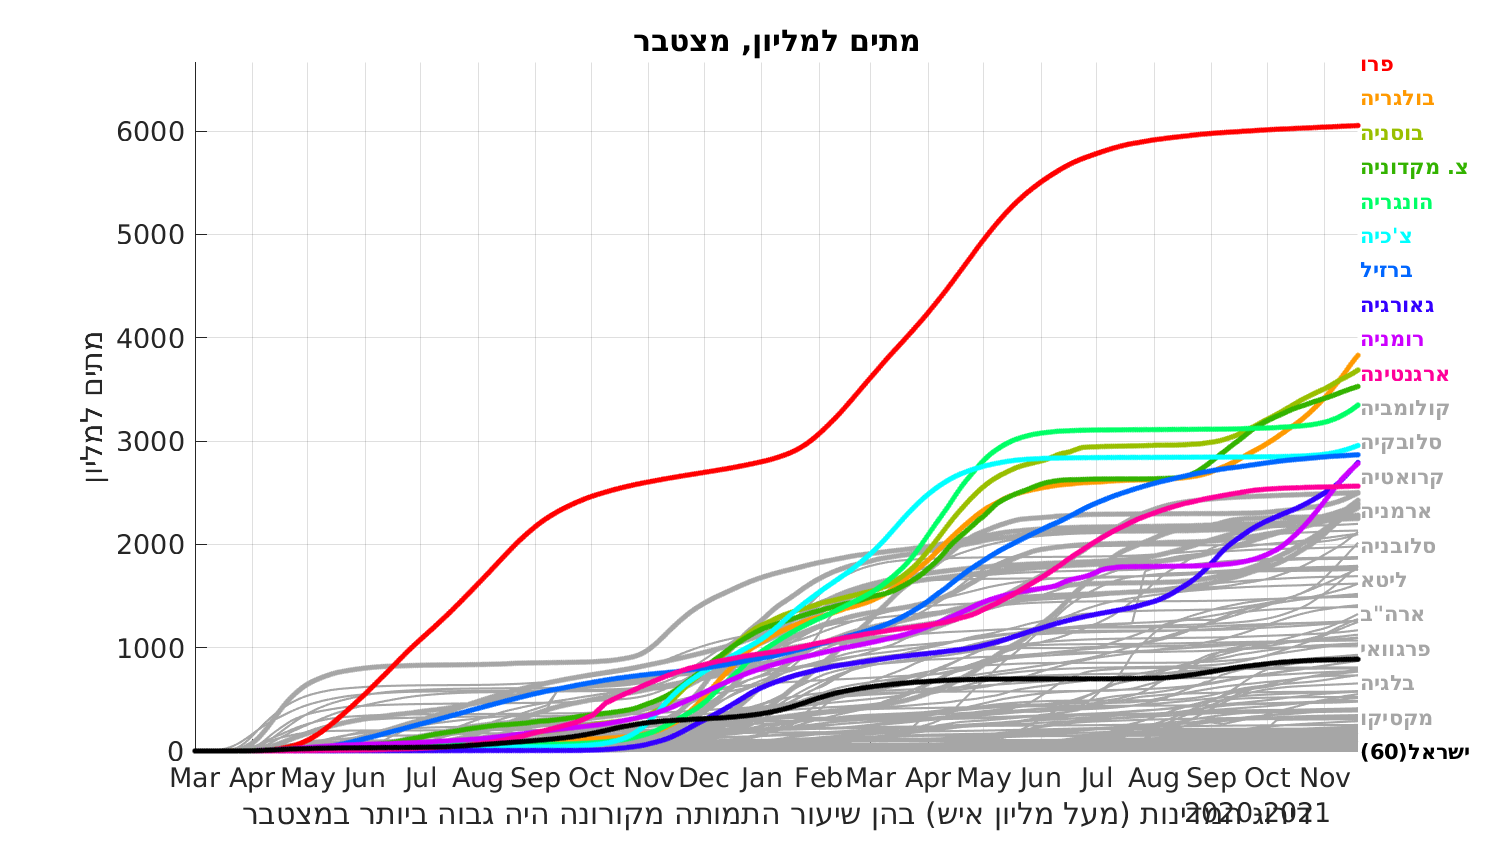 מתים למליון, מצטבר
פרו
בולגריה
בוסניה
צ. מקדוניה
הונגריה
צ'כיה
ברזיל
גאורגיה
רומניה
ארגנטינה
קולומביה
סלובקיה
קרואטיה
ארמניה
סלובניה
ליטא
ארה"ב
פרגוואי
בלגיה
מקסיקו
ישראל(60)
מתים למליון
6000
5000
4000
3000
2000
1000
0
Mar Apr May Jun Jul Aug Sep Oct Nov Dec Jan Feb Mar Apr May Jun Jul Aug Sep Oct Nov
2020-2021
דירוג המדינות (מעל מליון איש) בהן שיעור התמותה מקורונה היה גבוה ביותר במצטבר